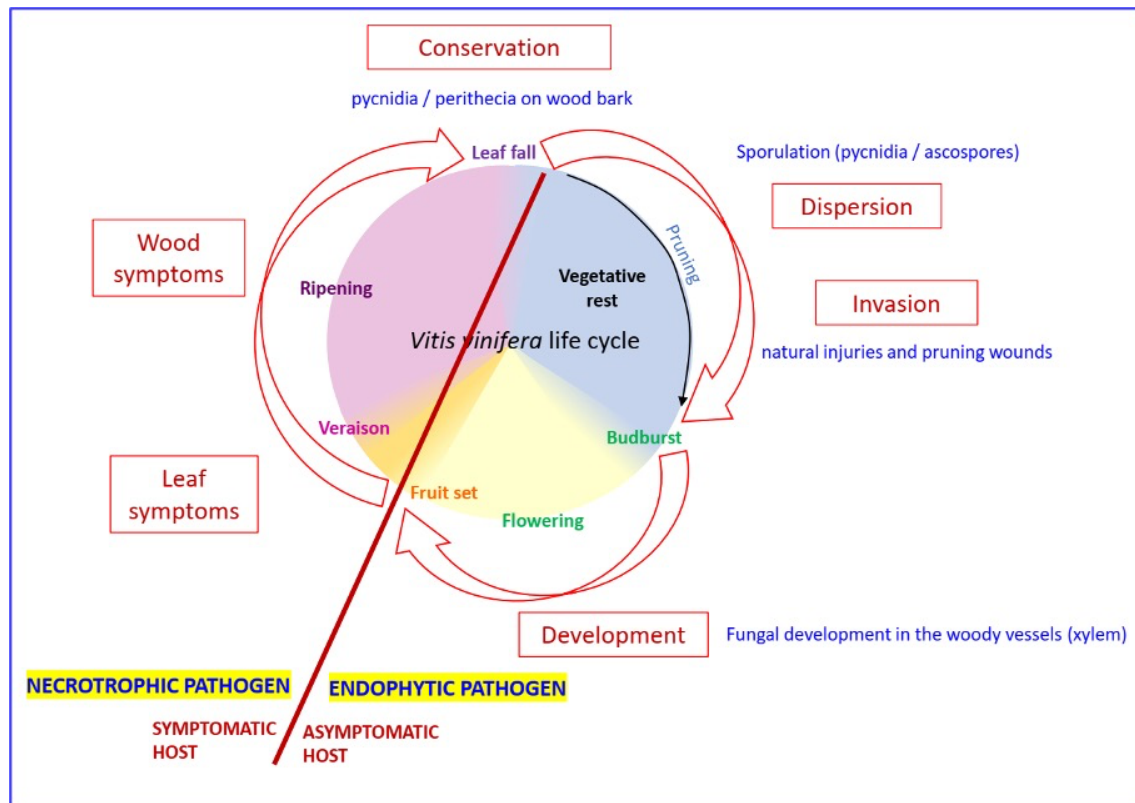 Conservation
pycnidia / perithecia on wood bark
Leaf fall
Sporulation (pycnidia / ascospores)
Dispersion
Wood
symptoms
Pruning
Vegetative
rest
Ripening
Invasion
Vitis vinifera life cycle
natural injuries and pruning wounds
Veraison
Budburst
Leaf
symptoms
Fruit set
Flowering
Development
Fungal development in the woody vessels (xylem)
NECROTROPHIC PATHOGEN
ENDOPHYTIC PATHOGEN
SYMPTOMATIC
HOST
ASYMPTOMATIC
HOST